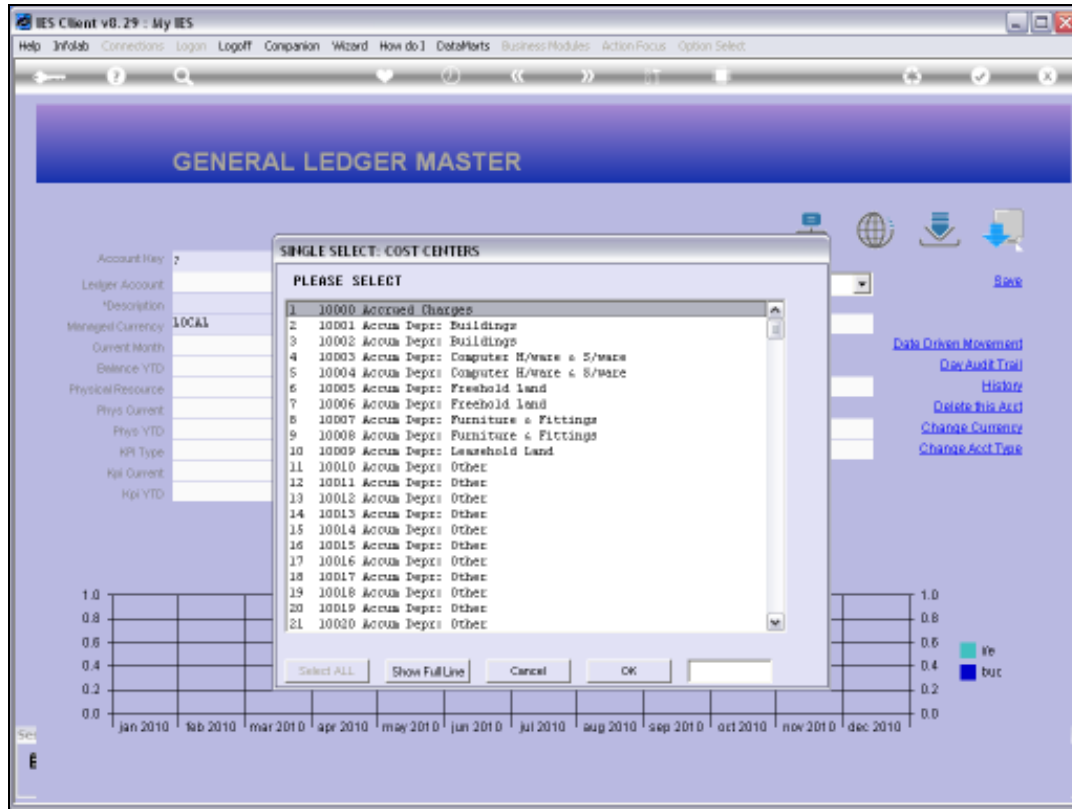 IES Client v8.29 : My IES
Help Infolab Connections Logon Logoff Companion Wizard How do I DataMarts Business Modules Action Focus Option Select
GENERAL LEDGER MASTER
SINGLE SELECT: COST CENTERS
PLEASE SELECT
1 10000 Accrued Charges
2 10001 Accum Depr: Buildings
3 10002 Accum Depr: Buildings
4 10003 Accum Depr: Computer H/ware & S/ware
5 10004 Accum Depr: Computer H/ware & S/ware
6 10005 Accum Depr: Freehold Land
7 10006 Accum Depr: Freehold Land
8 10007 Accum Depr: Furniture & Fittings
9 10008 Accum Depr: Furniture & Fittings
10 10009 Accum Depr: Leasehold Land
11 10010 Accum Depr: Other
12 10011 Accum Depr: Other
13 10012 Accum Depr: Other
14 10013 Accum Depr: Other
15 10014 Accum Depr: Other
16 10015 Accum Depr: Other
17 10016 Accum Depr: Other
18 10017 Accum Depr: Other
19 10018 Accum Depr: Other
20 10019 Accum Depr: Other
21 10020 Accum Depr: Other
Select ALL Show Full Line Cancel OK
Account Key ?
Ledger Account
*Description
Managed Currency LOCAL
Current Month
Balance YTD
Physical Resource
Phys Current
Phys YTD
KPI Type
Kpi Current
Kpi YTD
Save
Date Driven Movement
Day Audit Trail
History
Delete this Acct
Change Currency
Change Acct Type
1.0 1.0
0.8 0.8
0.6 0.6
0.4 0.4
0.2 0.2
0.0 0.0
jan 2010 feb 2010 mar 2010 apr 2010 may 2010 jun 2010 jul 2010 aug 2010 sep 2010 oct 2010 nov 2010 dec 2010
buc